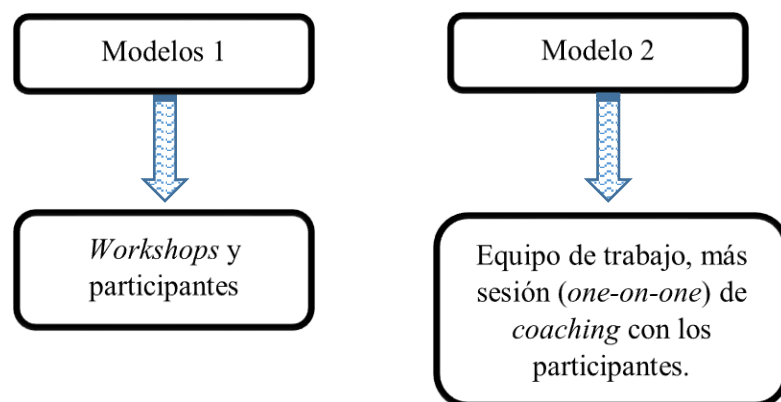 Modelos 1
Modelo 2
Workshops y
participantes
Equipo de trabajo, más
sesión (one-on-one) de
coaching con los
participantes.